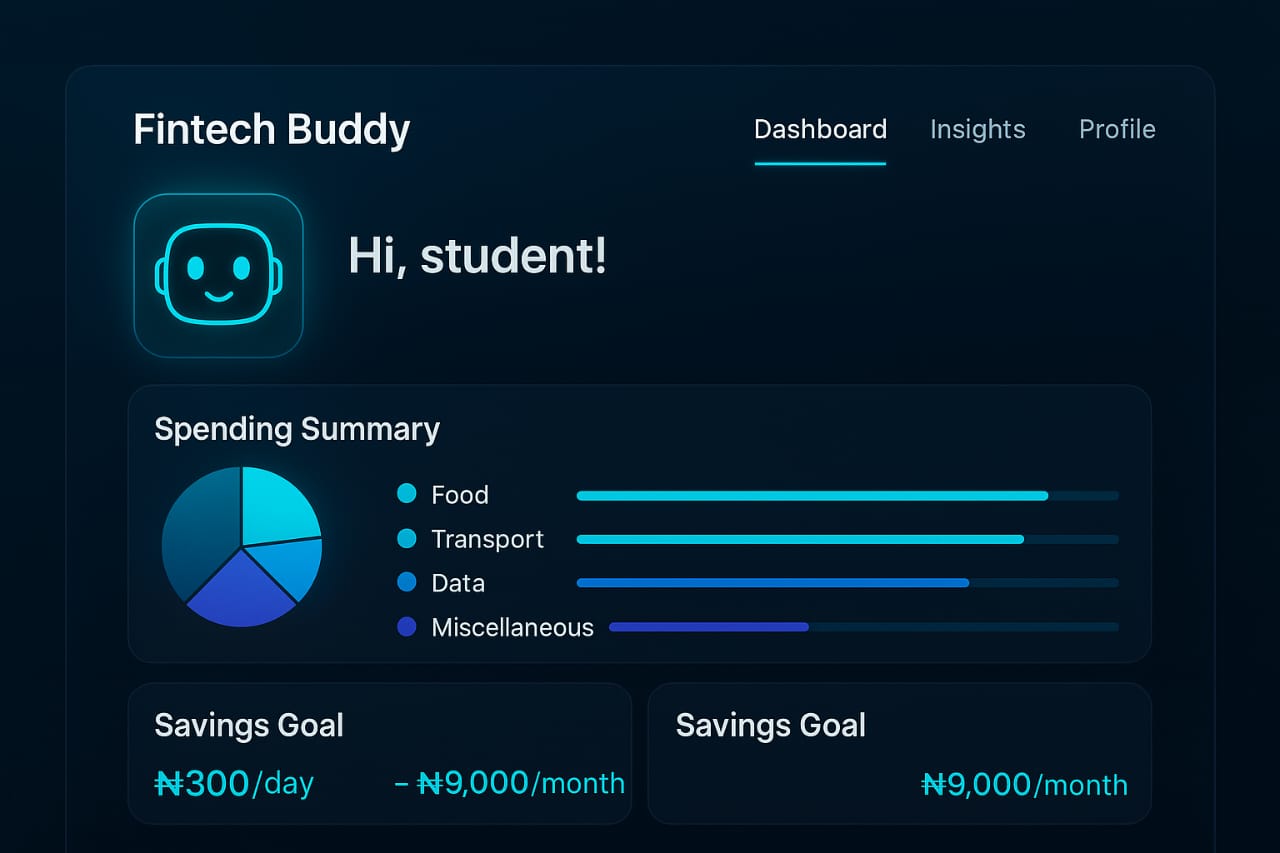 Fintech Buddy
Dashboard Insights Profile
Hi, student!
Spending Summary
Food
Transport
Data
Miscellaneous
Savings Goal
₦300/day – ₦9,000/month
Savings Goal
₦9,000/month